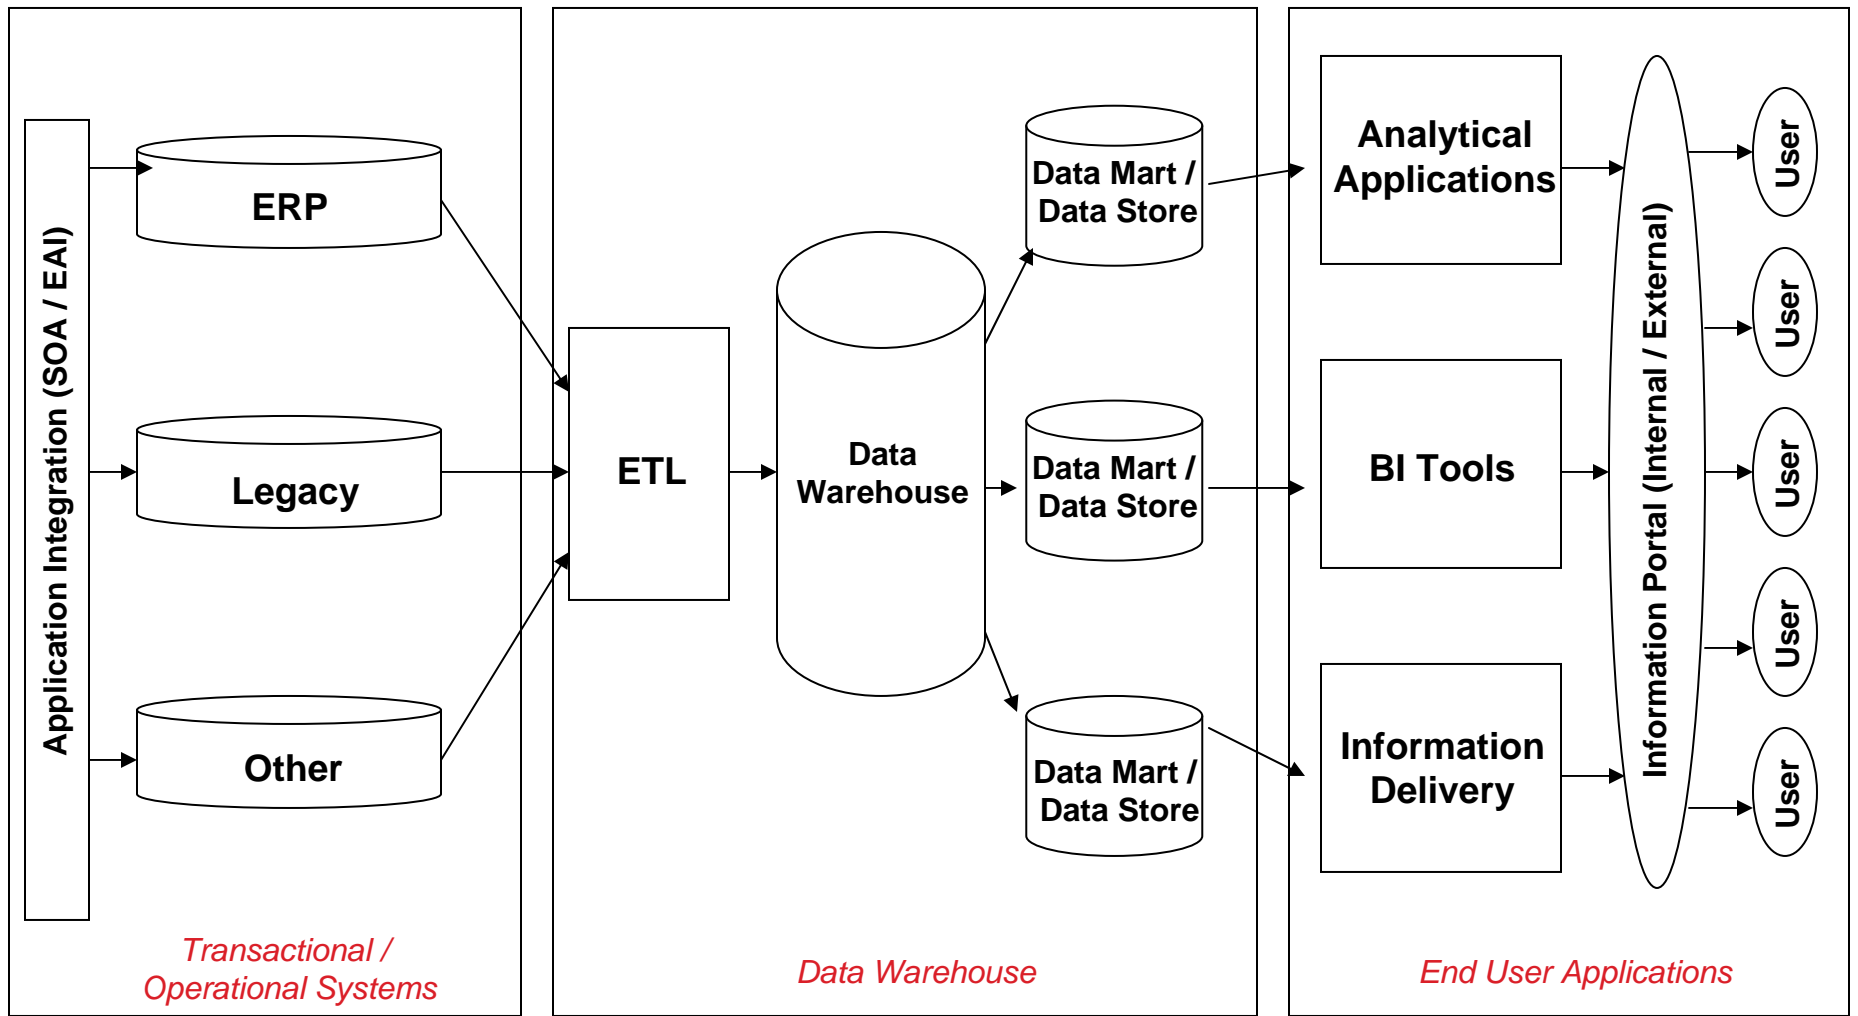 Application Integration (SOA / EAI)
ERP
Legacy
Other
Transactional /
Operational Systems
ETL
Data
Warehouse
Data Mart /
Data Store
Data Mart /
Data Store
Data Mart /
Data Store
Data Warehouse
Analytical
Applications
BI Tools
Information
Delivery
Information Portal (Internal / External)
User
User
User
User
User
End User Applications